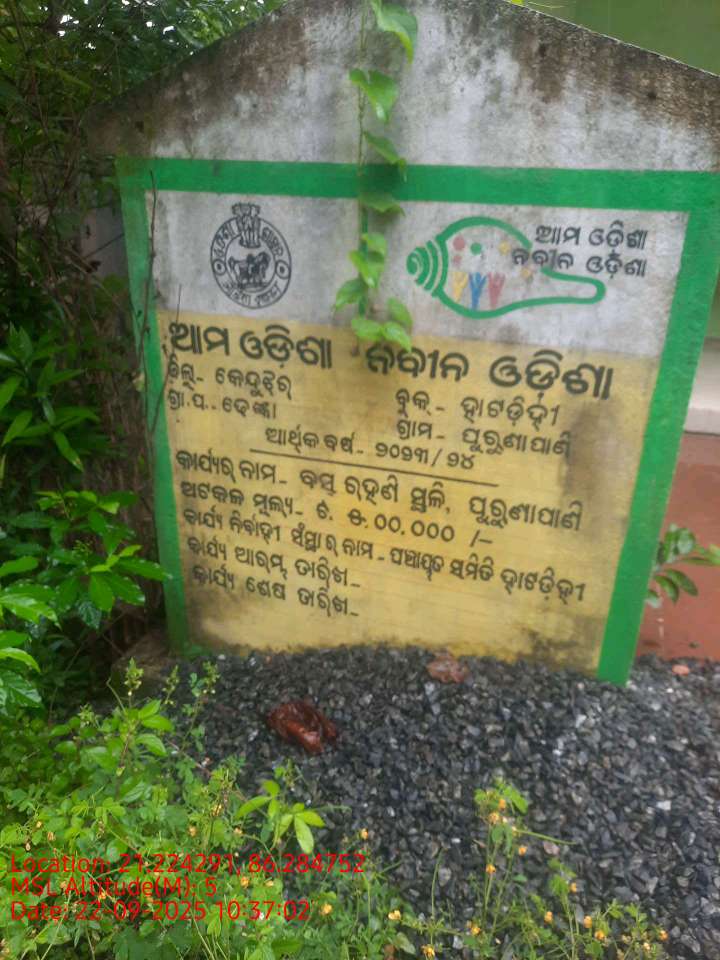 ଆମ ଓଡ଼ିଶା
ନବୀନ ଓଡ଼ିଶା
ଆମ ଓଡ଼ିଶା ନବୀନ ଓଡ଼ିଶା
ଜିଲ୍ଲା- କେନ୍ଦୁଝର ବ୍ଲକ୍- ହାଟଡ଼ିହୀ
ଗ୍ରା.ପ.- ଢେଞ୍ଚା ଗ୍ରାମ- ପୁରୁଣାପାଣି
ଆର୍ଥିକ ବର୍ଷ- ୨୦୨୩/୨୪
କାର୍ଯ୍ୟର ନାମ- ବସ୍ ରହଣି ସ୍ଥଳି, ପୁରୁଣାପାଣି
ଅଟକଳ ମୂଲ୍ୟ- ଟ. ୫.୦୦.୦୦୦ /-
କାର୍ଯ୍ୟ ନିର୍ବାହୀ ସଂସ୍ଥାର ନାମ- ପଞ୍ଚାୟତ ସମିତି ହାଟଡ଼ିହୀ
କାର୍ଯ୍ୟ ଆରମ୍ଭ ତାରିଖ-
କାର୍ଯ୍ୟ ଶେଷ ତାରିଖ-
Location: 21.224291, 86.284752
MSL Altitude(M): 5
Date: 22-09-2025 10:37:02